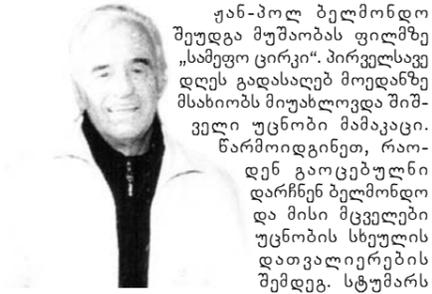 ჟან-პოლ ბელმონდო
შეუდგა მუშაობას ფილმზე
„სამეფო ცირკი“. პირველსავე
დღეს გადასაღებ მოედანზე
მსახიობს მიუახლოვდა შიშ-
ველი უცნობი მამაკაცი.
წარმოიდგინეთ, რაო-
დენ გაოცებულნი
დარჩნენ ბელმონდო
და მისი მცველები
უცნობის სხეულის
დათვალიერების
შემდეგ. სტუმარს